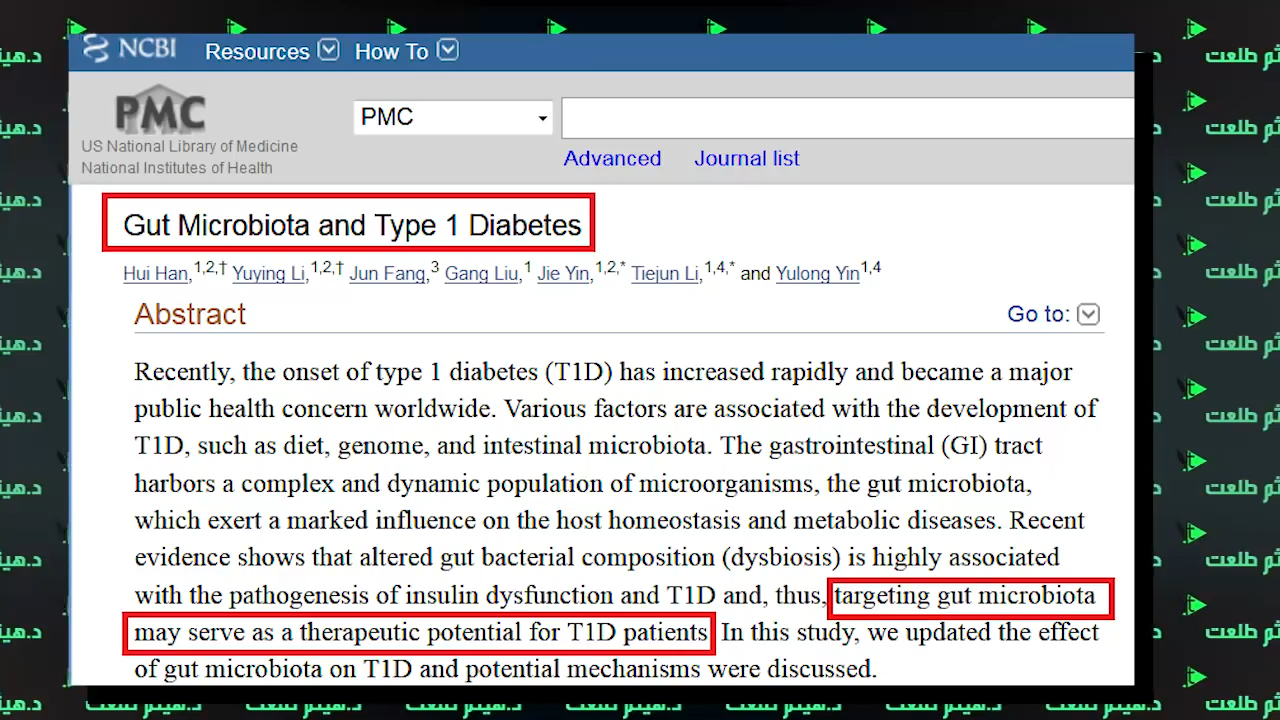 NCBI Resources How To
PMC
PMC
US National Library of Medicine
National Institutes of Health
Advanced Journal list
Gut Microbiota and Type 1 Diabetes
Hui Han,1,2,† Yuying Li,1,2,† Jun Fang,3 Gang Liu,1 Jie Yin,1,2,* Tiejun Li,1,4,* and Yulong Yin1,4
Abstract
Go to:
Recently, the onset of type 1 diabetes (T1D) has increased rapidly and became a major
public health concern worldwide. Various factors are associated with the development of
T1D, such as diet, genome, and intestinal microbiota. The gastrointestinal (GI) tract
harbors a complex and dynamic population of microorganisms, the gut microbiota,
which exert a marked influence on the host homeostasis and metabolic diseases. Recent
evidence shows that altered gut bacterial composition (dysbiosis) is highly associated
with the pathogenesis of insulin dysfunction and T1D and, thus, targeting gut microbiota
may serve as a therapeutic potential for T1D patients. In this study, we updated the effect
of gut microbiota on T1D and potential mechanisms were discussed.